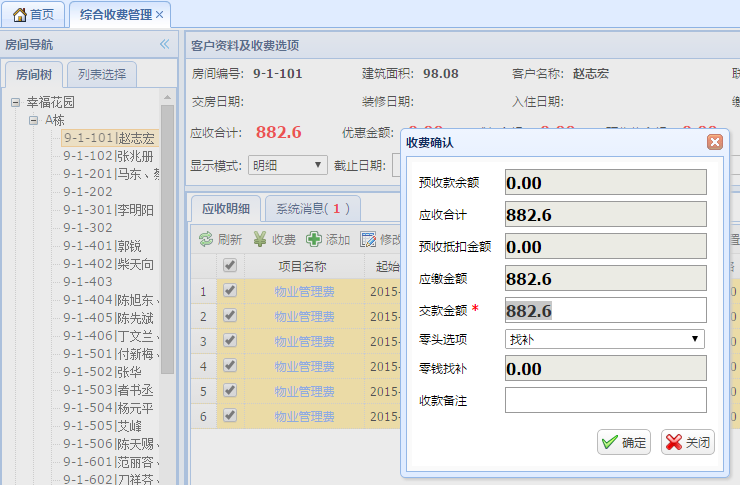 首页 综合收费管理
房间导航
房间树 列表选择
幸福花园
A栋
9-1-101|赵志宏
9-1-102|张兆册
9-1-201|马东、
9-1-202
9-1-301|李明阳
9-1-302
9-1-401|郭锐
9-1-402|柴天向
9-1-403
9-1-404|陈旭东、
9-1-405|陈先斌
9-1-406|丁文兰、
9-1-501|付新梅、
9-1-502|张华
9-1-503|者书丞
9-1-504|杨元平
9-1-505|艾峰
9-1-506|陈天赐、
9-1-601|范丽容、
9-1-602|刀祥芬、
客户资料及收费选项
房间编号: 9-1-101 建筑面积: 98.08 客户名称: 赵志宏
交房日期: 装修日期: 入住日期:
应收合计: 882.6 优惠金额:
显示模式: 明细 截止日期:
应收明细 系统消息( 1 )
刷新 收费 添加 修改
项目名称 起始
1 物业管理费 2015-
2 物业管理费 2015-
3 物业管理费 2015-
4 物业管理费 2015-
5 物业管理费 2015-
6 物业管理费 2015-
收费确认
预收款余额 0.00
应收合计 882.6
预收抵扣金额 0.00
应缴金额 882.6
交款金额 * 882.6
零头选项 找补
零钱找补 0.00
收款备注
确定 关闭